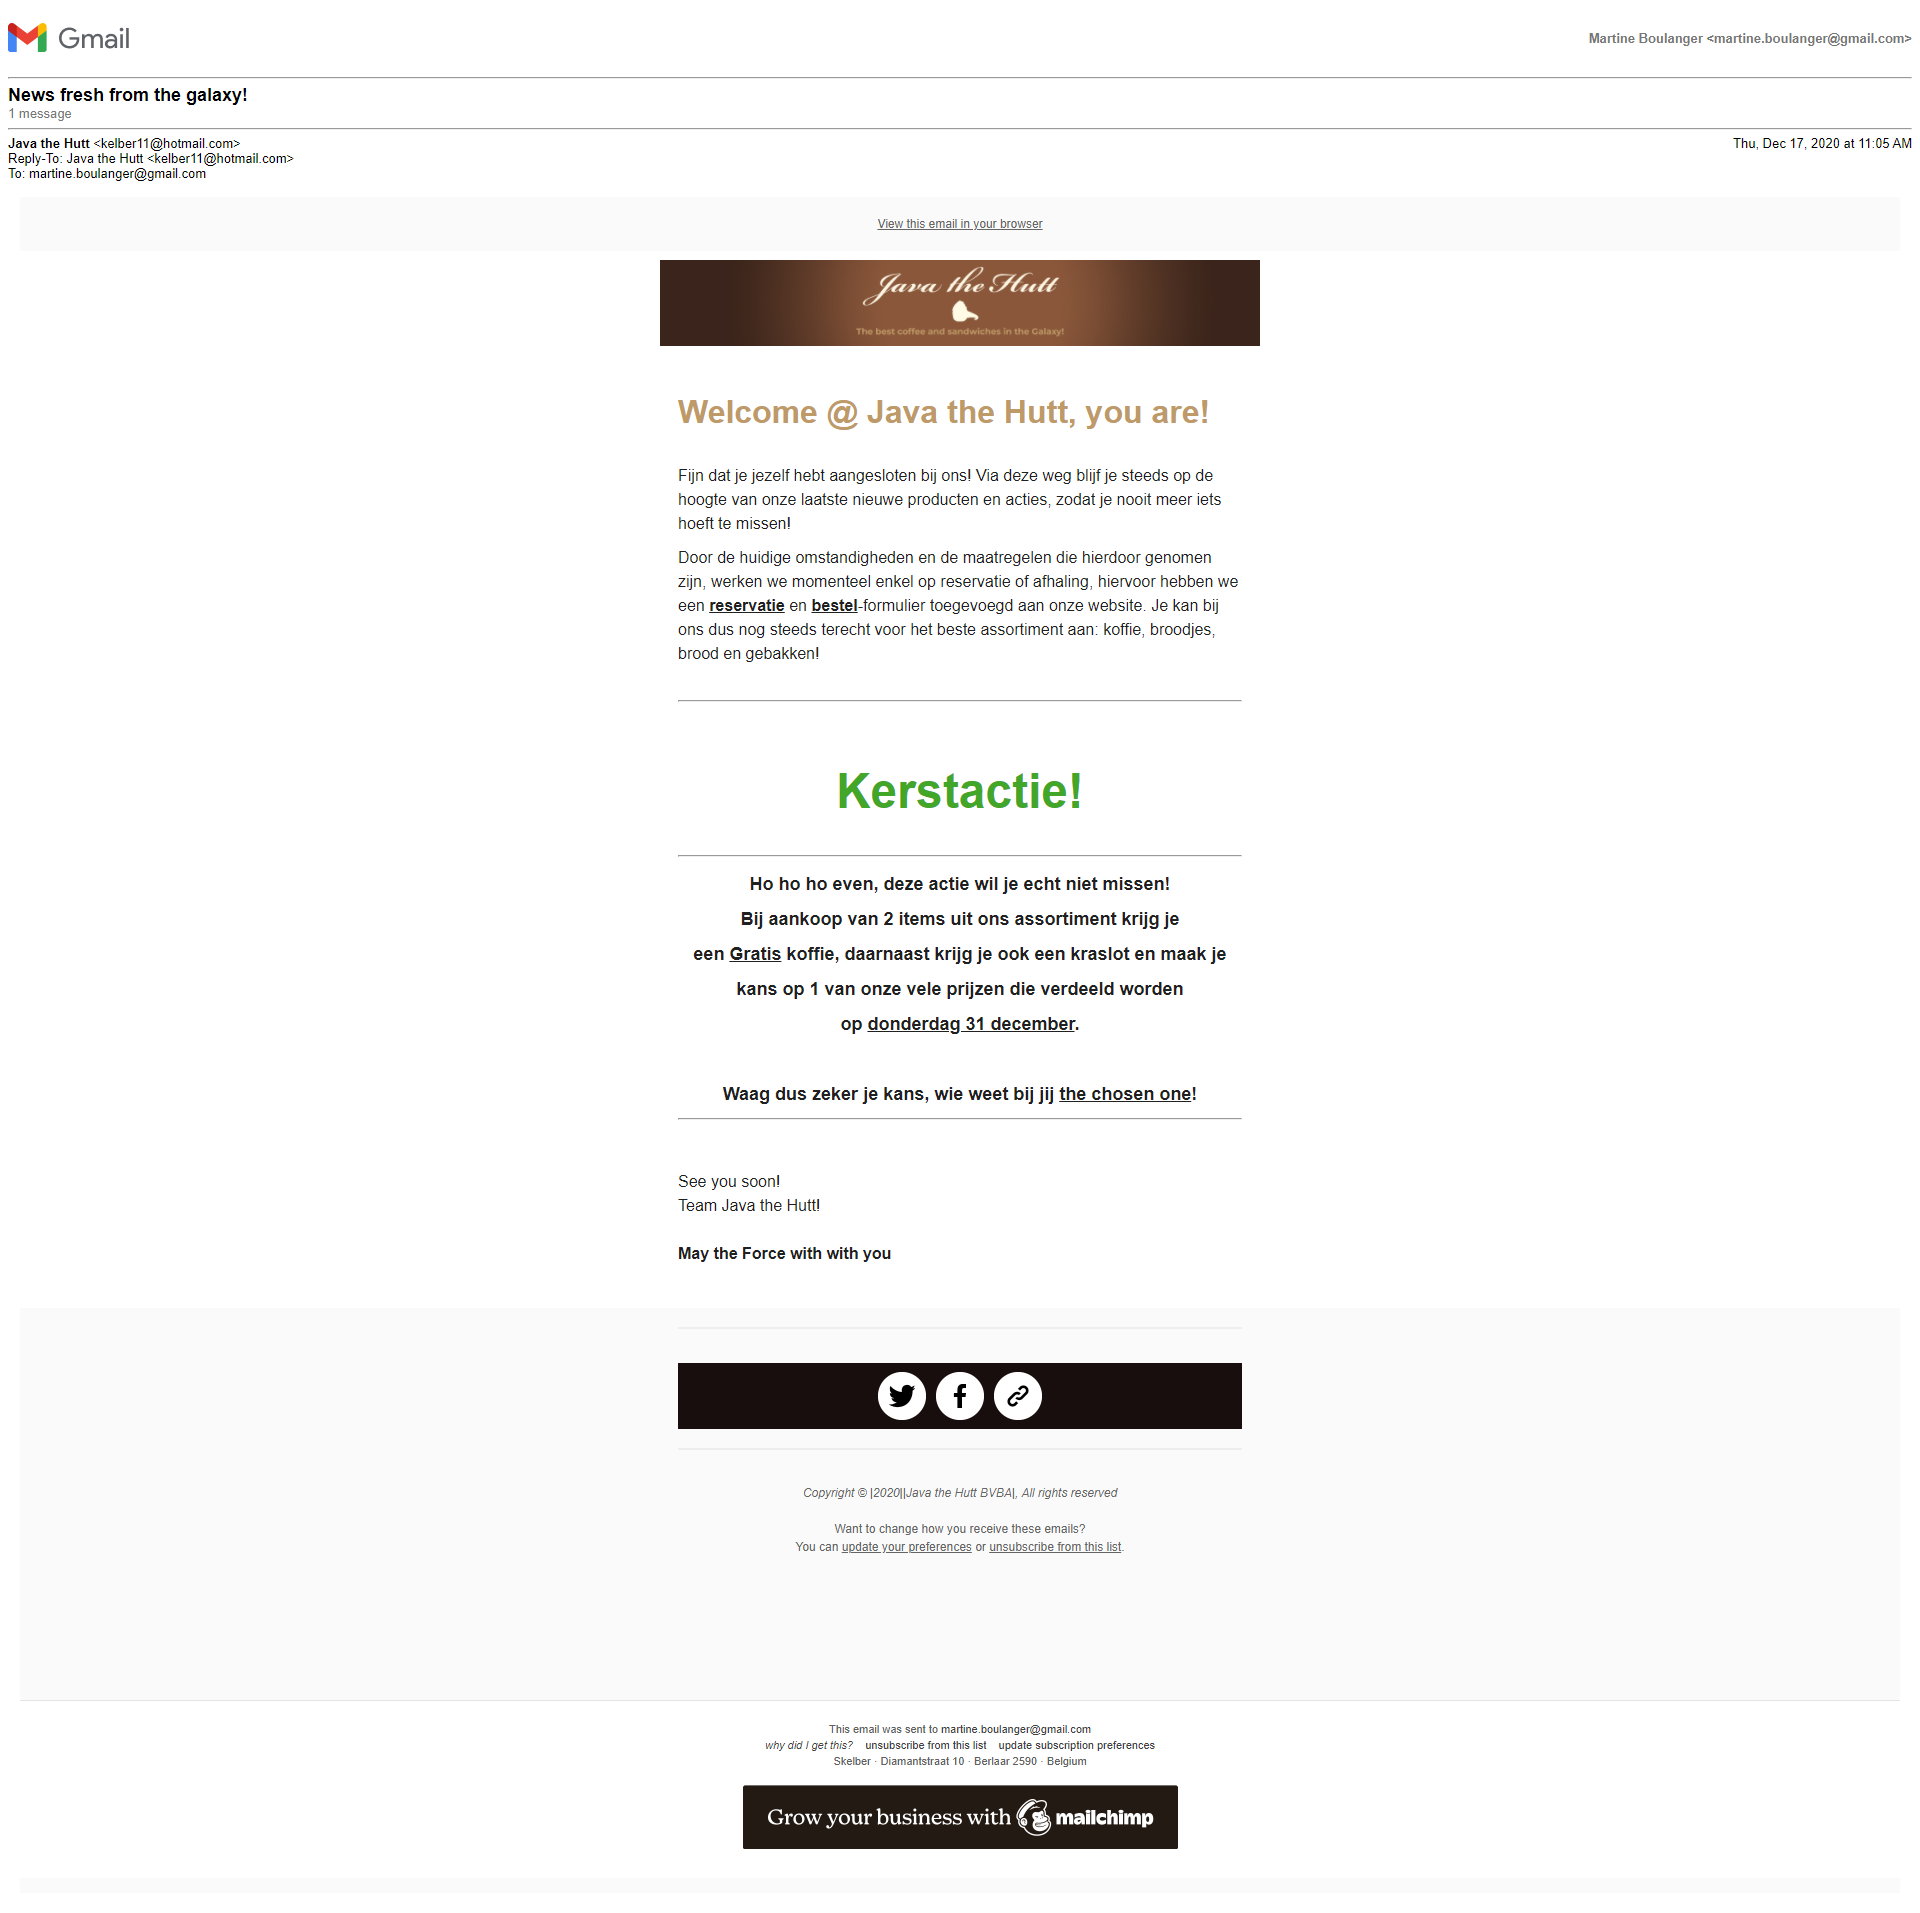 Gmail
Martine Boulanger <martine.boulanger@gmail.com>
News fresh from the galaxy!
1 message
Java the Hutt <kelber11@hotmail.com>
Thu, Dec 17, 2020 at 11:05 AM
Reply-To: Java the Hutt <kelber11@hotmail.com>
To: martine.boulanger@gmail.com
View this email in your browser
Java the Hutt
The best coffee and sandwiches in the Galaxy!
Welcome @ Java the Hutt, you are!
Fijn dat je jezelf hebt aangesloten bij ons! Via deze weg blijf je steeds op de
hoogte van onze laatste nieuwe producten en acties, zodat je nooit meer iets
hoeft te missen!
Door de huidige omstandigheden en de maatregelen die hierdoor genomen
zijn, werken we momenteel enkel op reservatie of afhaling, hiervoor hebben we
een reservatie en bestel-formulier toegevoegd aan onze website. Je kan bij
ons dus nog steeds terecht voor het beste assortiment aan: koffie, broodjes,
brood en gebakken!
Kerstactie!
Ho ho ho even, deze actie wil je echt niet missen!
Bij aankoop van 2 items uit ons assortiment krijg je
een Gratis koffie, daarnaast krijg je ook een kraslot en maak je
kans op 1 van onze vele prijzen die verdeeld worden
op donderdag 31 december.
Waag dus zeker je kans, wie weet bij jij the chosen one!
See you soon!
Team Java the Hutt!
May the Force with with you
Copyright © |2020||Java the Hutt BVBA|, All rights reserved
Want to change how you receive these emails?
You can update your preferences or unsubscribe from this list.
This email was sent to martine.boulanger@gmail.com
why did I get this? unsubscribe from this list update subscription preferences
Skelber · Diamantstraat 10 · Berlaar 2590 · Belgium
Grow your business with mailchimp